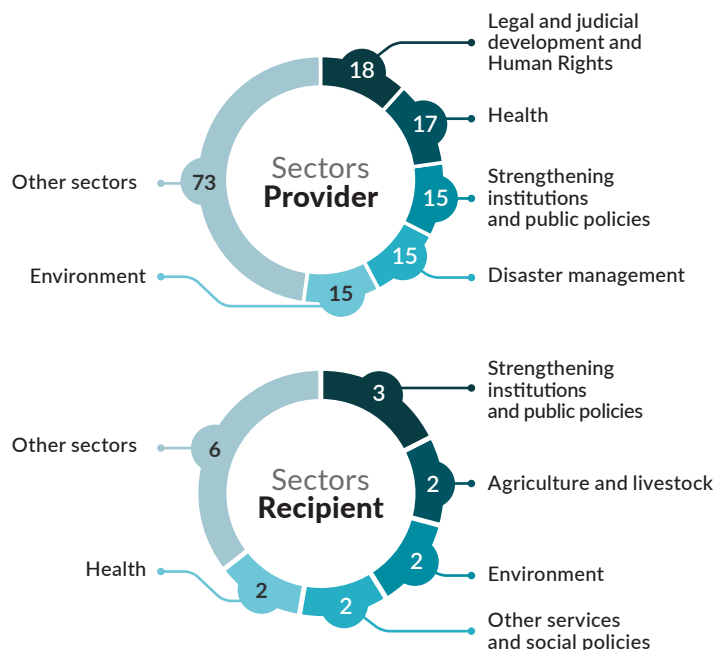 Legal and judicial
development and
Human Rights
18
Health
17
Strengthening
institutions
and public policies
15
Disaster management
15
Environment
15
Other sectors
73
Sectors
Provider
Strengthening
institutions
and public policies
3
Agriculture and livestock
2
Environment
2
Other services
and social policies
2
Health
2
Other sectors
6
Sectors
Recipient